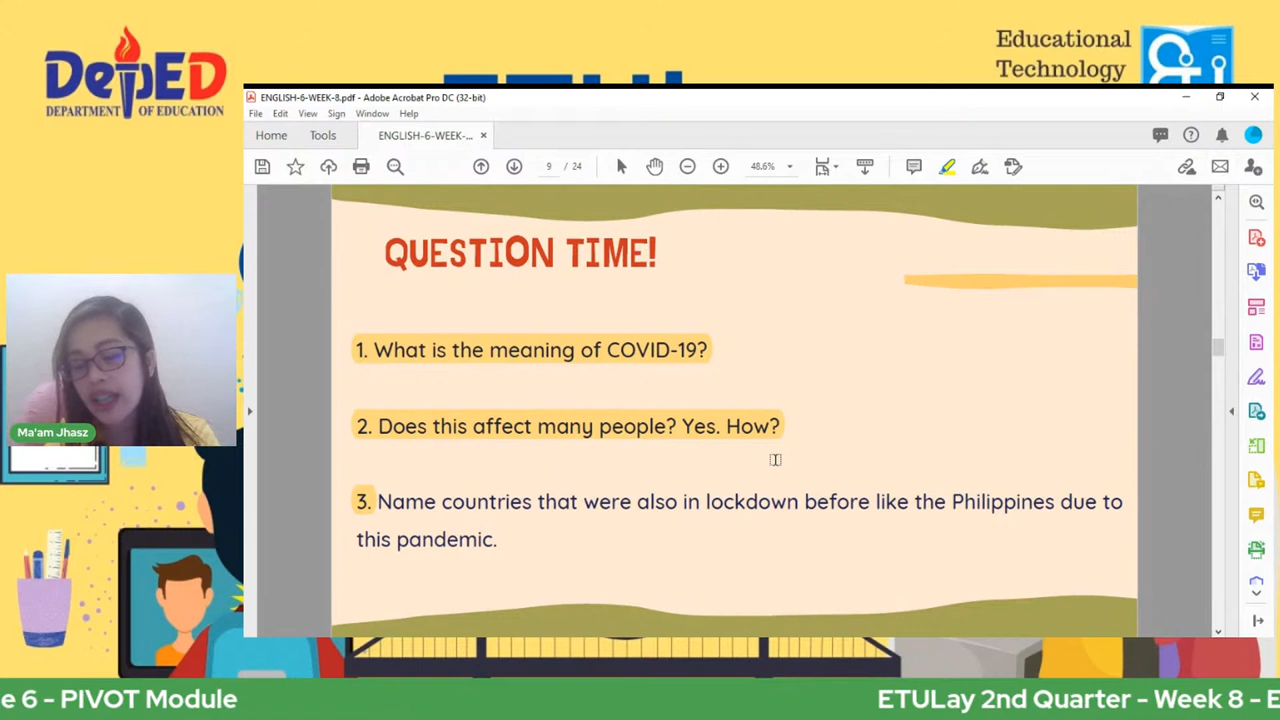 DepED
DEPARTMENT OF EDUCATION
Educational
Technology
ENGLISH-6-WEEK-8.pdf - Adobe Acrobat Pro DC (32-bit)
File Edit View Sign Window Help
Home Tools ENGLISH-6-WEEK-...
9 / 24 48.6%
QUESTION TIME!
1. What is the meaning of COVID-19?
2. Does this affect many people? Yes. How?
3. Name countries that were also in lockdown before like the Philippines due to
this pandemic.
Ma'am Jhasz
e 6 - PIVOT Module
ETULay 2nd Quarter - Week 8 - E